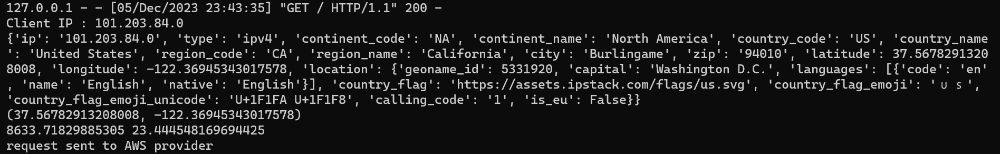 127.0.0.1 - - [05/Dec/2023 23:43:35] "GET / HTTP/1.1" 200 -
Client IP : 101.203.84.0
{'ip': '101.203.84.0', 'type': 'ipv4', 'continent_code': 'NA', 'continent_name': 'North America', 'country_code': 'US', 'country_name
': 'United States', 'region_code': 'CA', 'region_name': 'California', 'city': 'Burlingame', 'zip': '94010', 'latitude': 37.5678291320
8008, 'longitude': -122.36945343017578, 'location': {'geoname_id': 5331920, 'capital': 'Washington D.C.', 'languages': [{'code': 'en'
, 'name': 'English', 'native': 'English'}], 'country_flag': 'https://assets.ipstack.com/flags/us.svg', 'country_flag_emoji': '🇺🇸',
'country_flag_emoji_unicode': 'U+1F1FA U+1F1F8', 'calling_code': '1', 'is_eu': False}}
(37.56782913208008, -122.36945343017578)
8633.71829885305 23.444548169694425
request sent to AWS provider